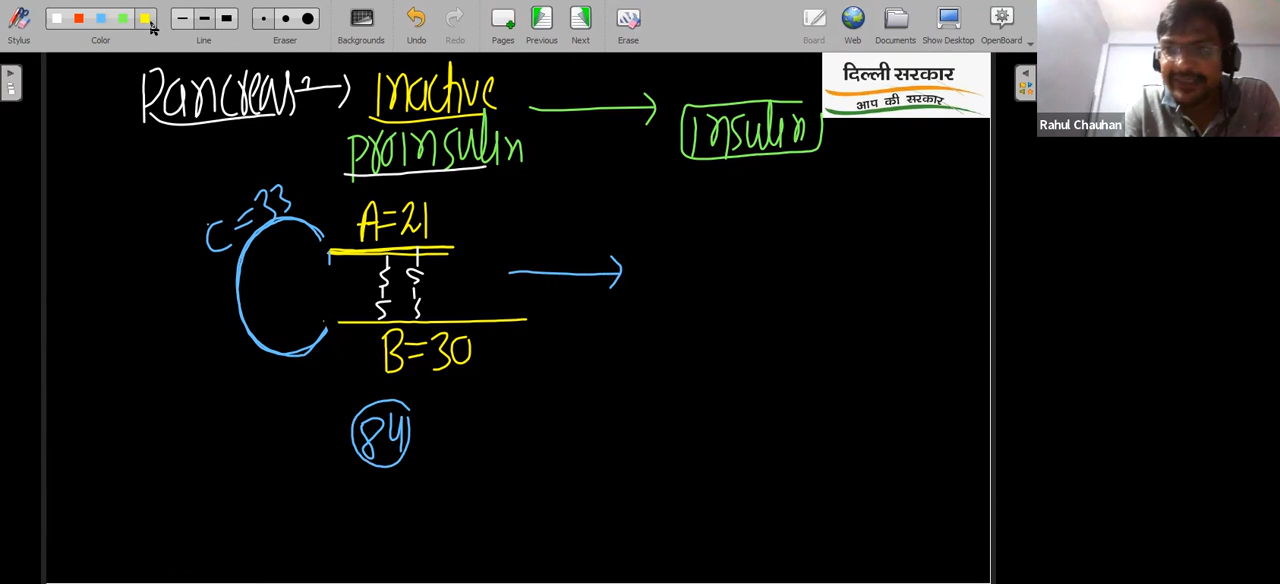 Stylus
Color
Line
Eraser
Backgrounds
Undo
Redo
Pages
Previous
Next
Erase
Board
Web
Documents
Show Desktop
OpenBoard
Pancreas → Inactive → insulin
proinsulin
दिल्ली सरकार
आप की सरकार
Rahul Chauhan
C=33
A=21
B=30
84